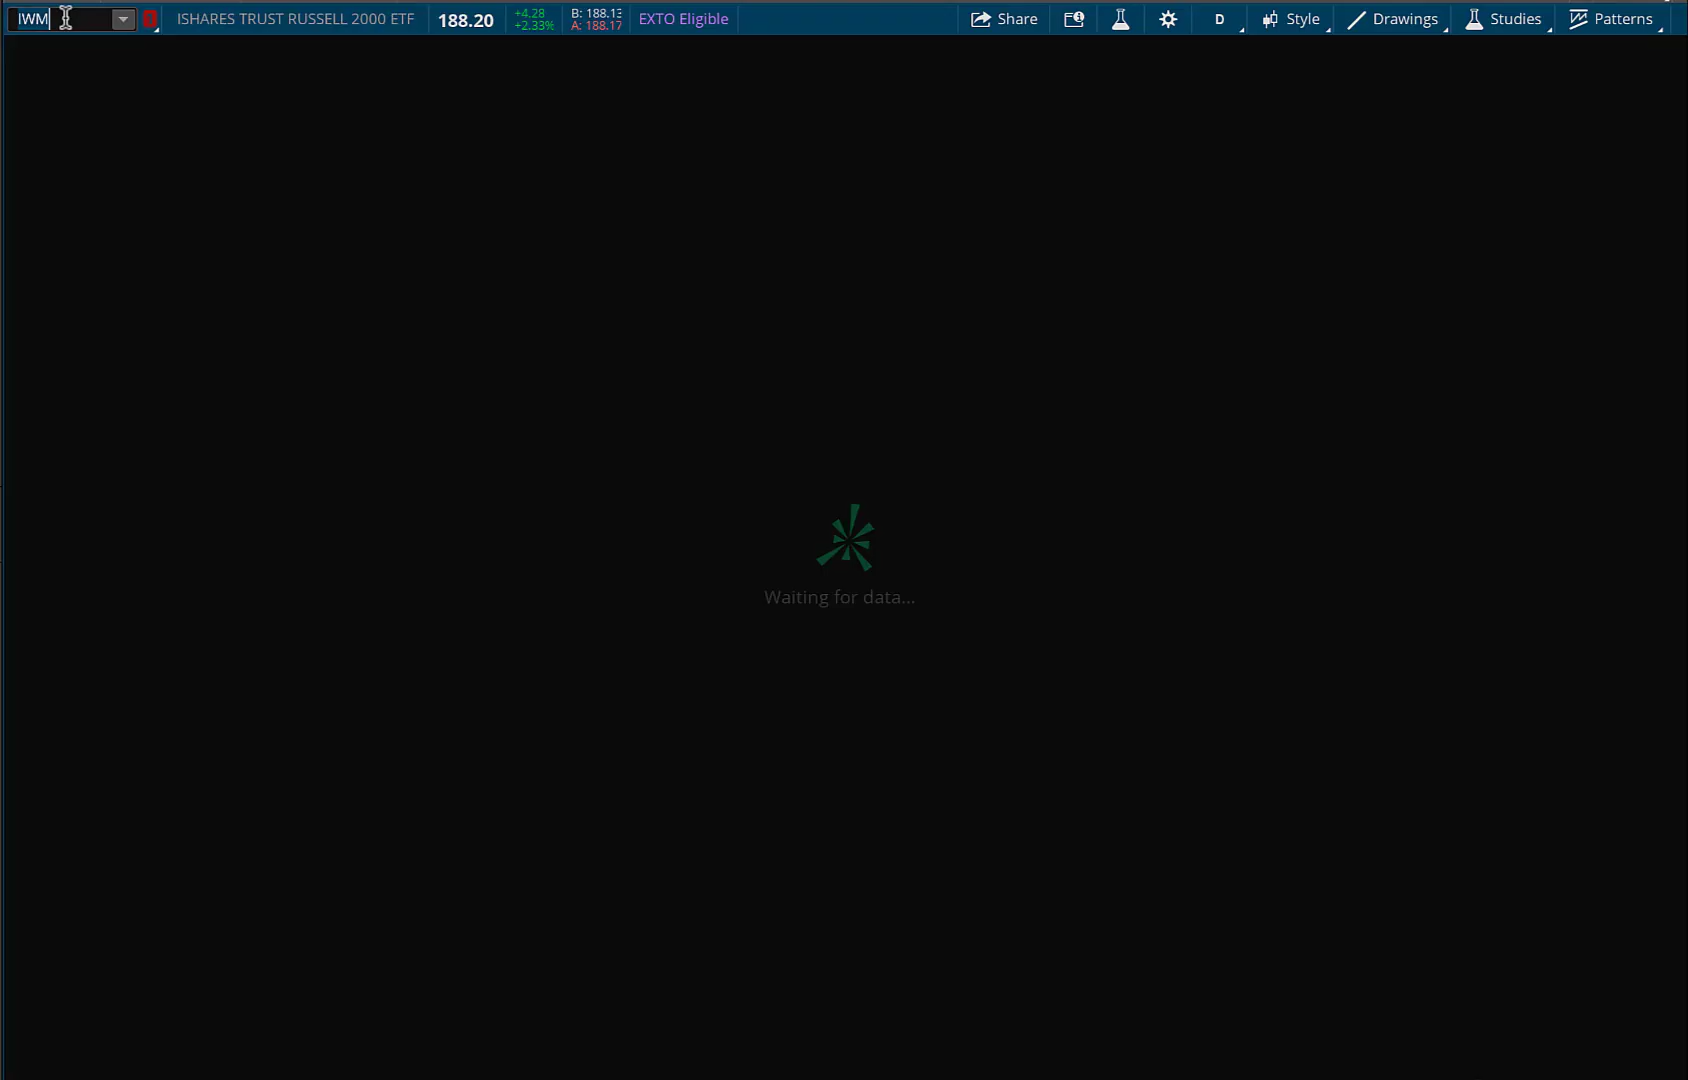 IWM
ISHARES TRUST RUSSELL 2000 ETF
188.20
+4.28
+2.33%
B: 188.13
A: 188.17
EXTO Eligible
Share
D
Style
Drawings
Studies
Patterns
Waiting for data...